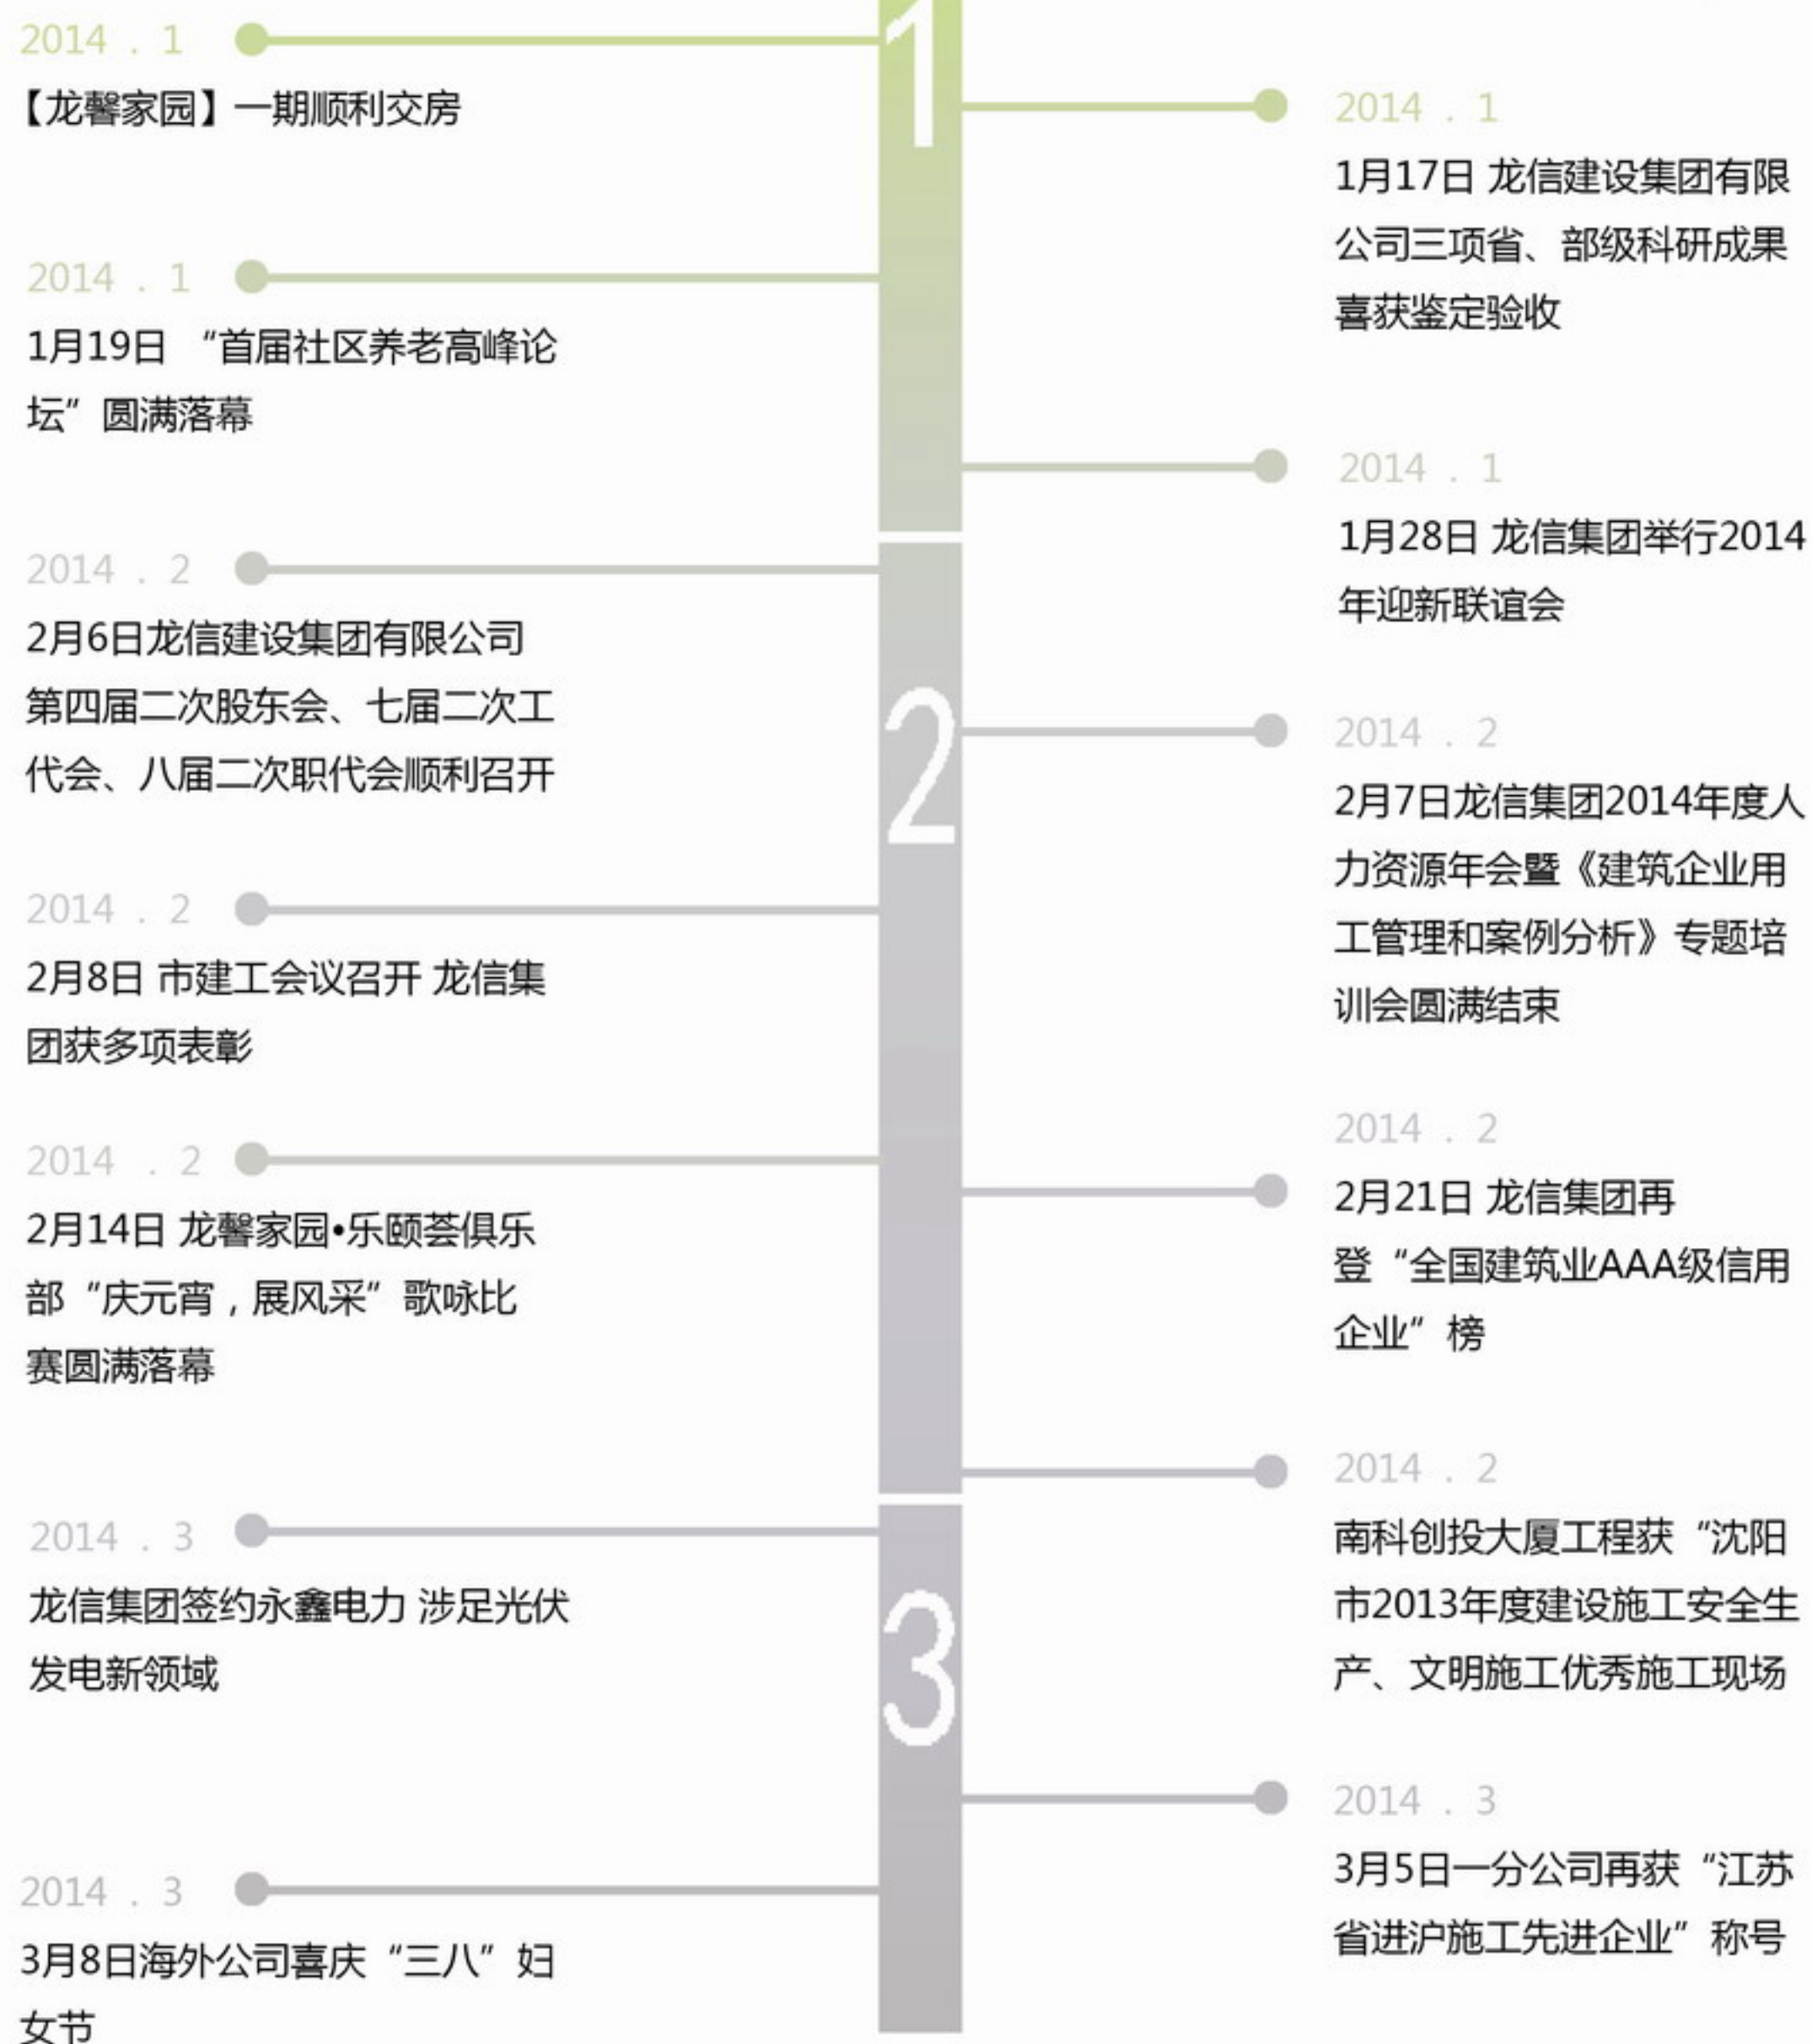 1
2014 . 1
【龙馨家园】一期顺利交房
2014 . 1
1月17日 龙信建设集团有限
公司三项省、部级科研成果
喜获鉴定验收
2014 . 1
1月19日 “首届社区养老高峰论
坛”圆满落幕
2014 . 1
1月28日 龙信集团举行2014
年迎新联谊会
2
2014 . 2
2月6日龙信建设集团有限公司
第四届二次股东会、七届二次工
代会、八届二次职代会顺利召开
2014 . 2
2月7日龙信集团2014年度人
力资源年会暨《建筑企业用
工管理和案例分析》专题培
训会圆满结束
2014 . 2
2月8日 市建工会议召开 龙信集
团获多项表彰
2014 . 2
2月14日 龙馨家园•乐颐荟俱乐
部“庆元宵，展风采”歌咏比
赛圆满落幕
2014 . 2
2月21日 龙信集团再
登“全国建筑业AAA级信用
企业”榜
2014 . 2
南科创投大厦工程获“沈阳
市2013年度建设施工安全生
产、文明施工优秀施工现场
3
2014 . 3
龙信集团签约永鑫电力 涉足光伏
发电新领域
2014 . 3
3月5日一分公司再获“江苏
省进沪施工先进企业”称号
2014 . 3
3月8日海外公司喜庆“三八”妇
女节